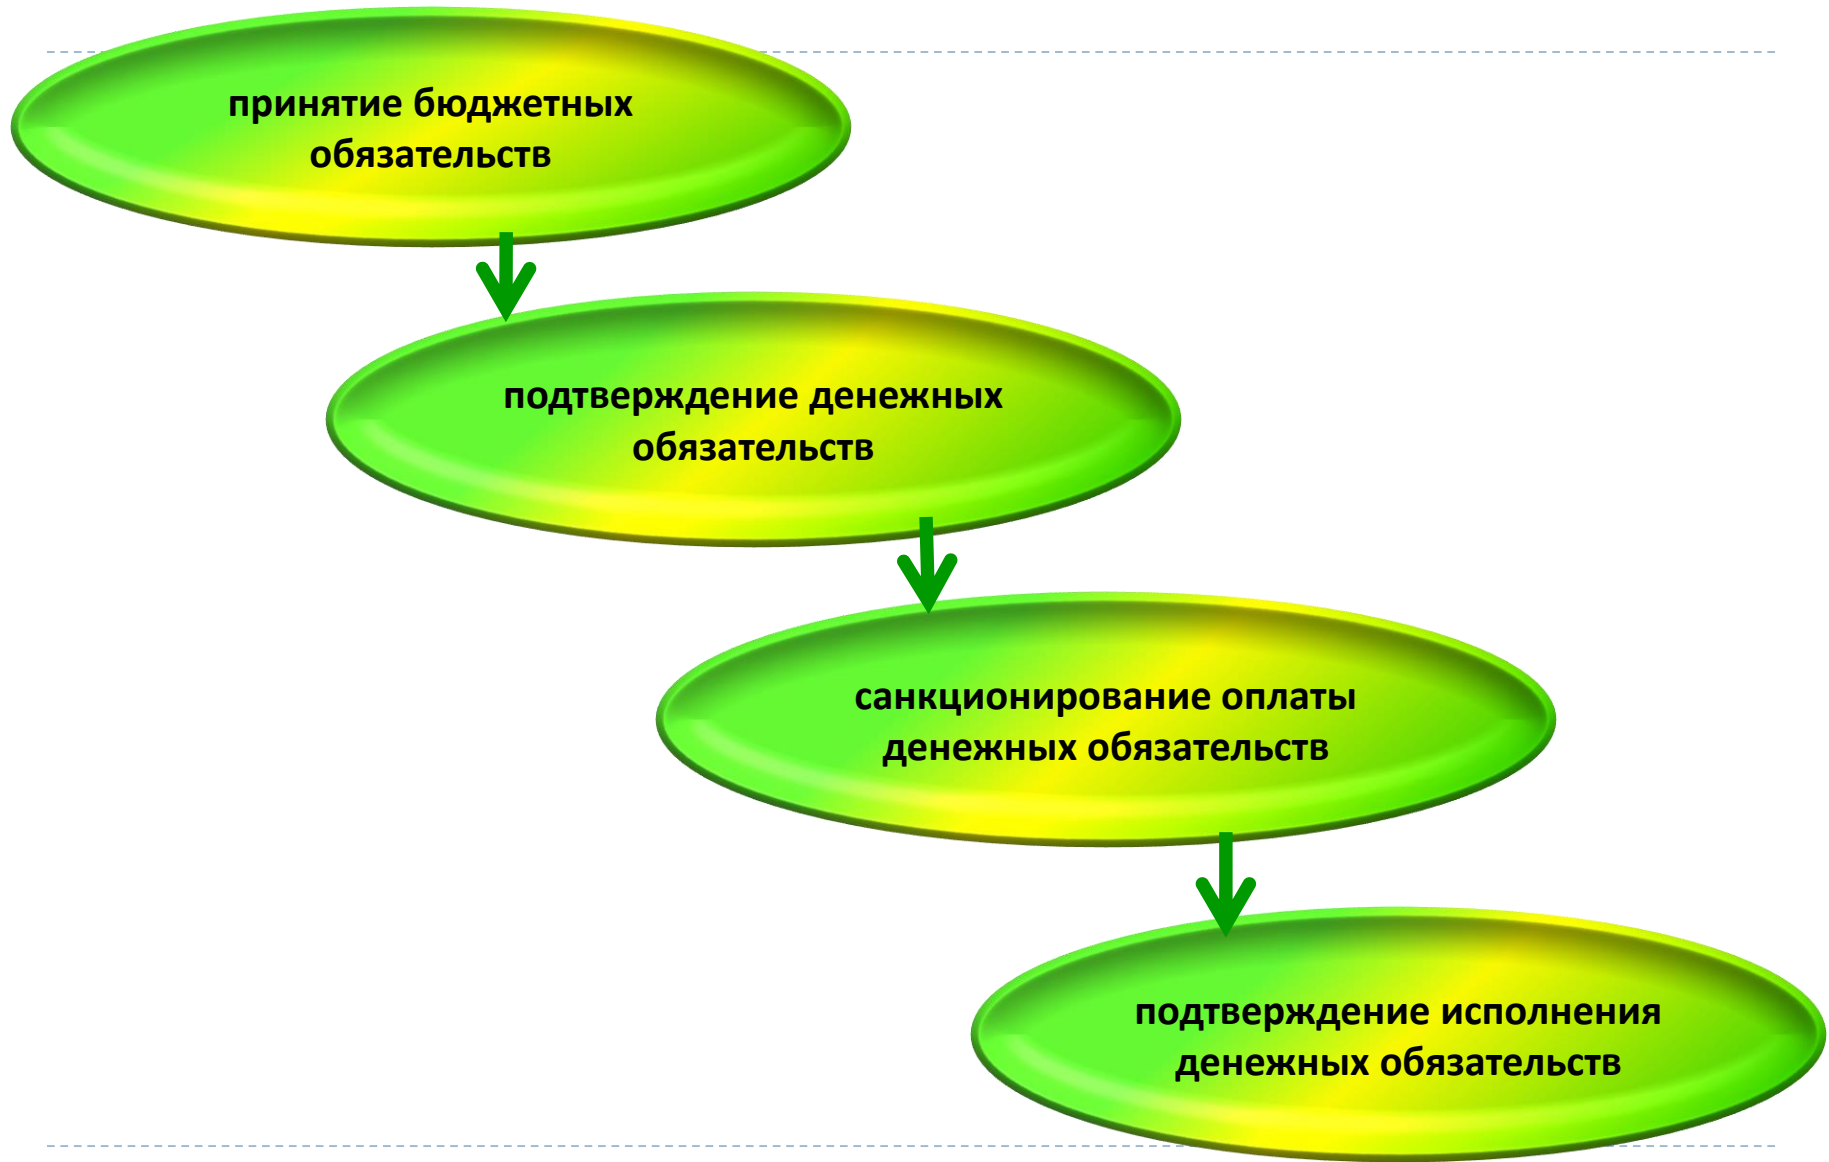 принятие бюджетных
обязательств
подтверждение денежных
обязательств
санкционирование оплаты
денежных обязательств
подтверждение исполнения
денежных обязательств